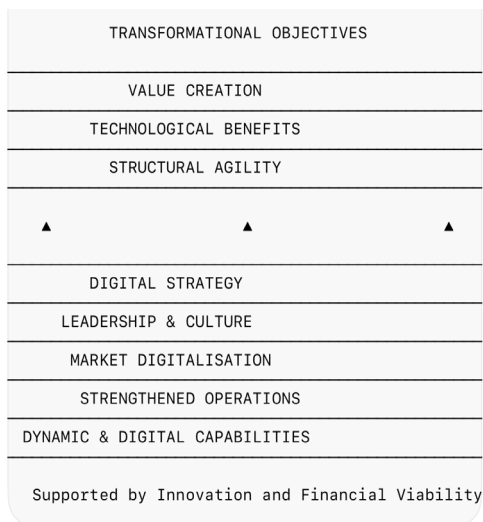 TRANSFORMATIONAL OBJECTIVES
VALUE CREATION
TECHNOLOGICAL BENEFITS
STRUCTURAL AGILITY
▲ ▲ ▲
DIGITAL STRATEGY
LEADERSHIP & CULTURE
MARKET DIGITALISATION
STRENGTHENED OPERATIONS
DYNAMIC & DIGITAL CAPABILITIES
Supported by Innovation and Financial Viability